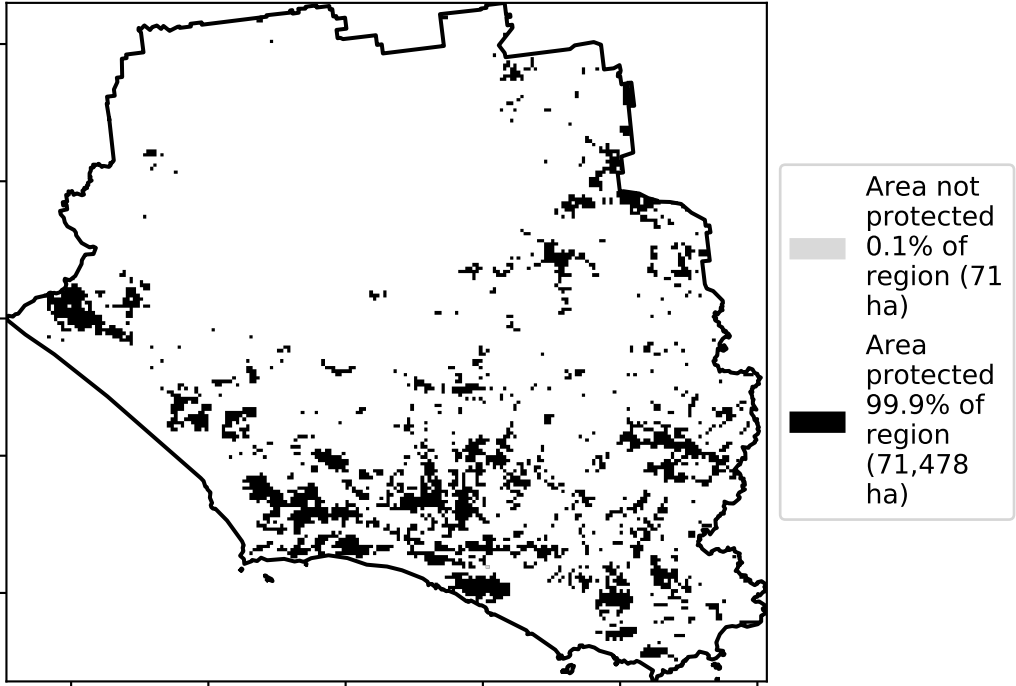 Area not
protected
0.1% of
region (71
ha)
Area
protected
99.9% of
region
(71,478
ha)